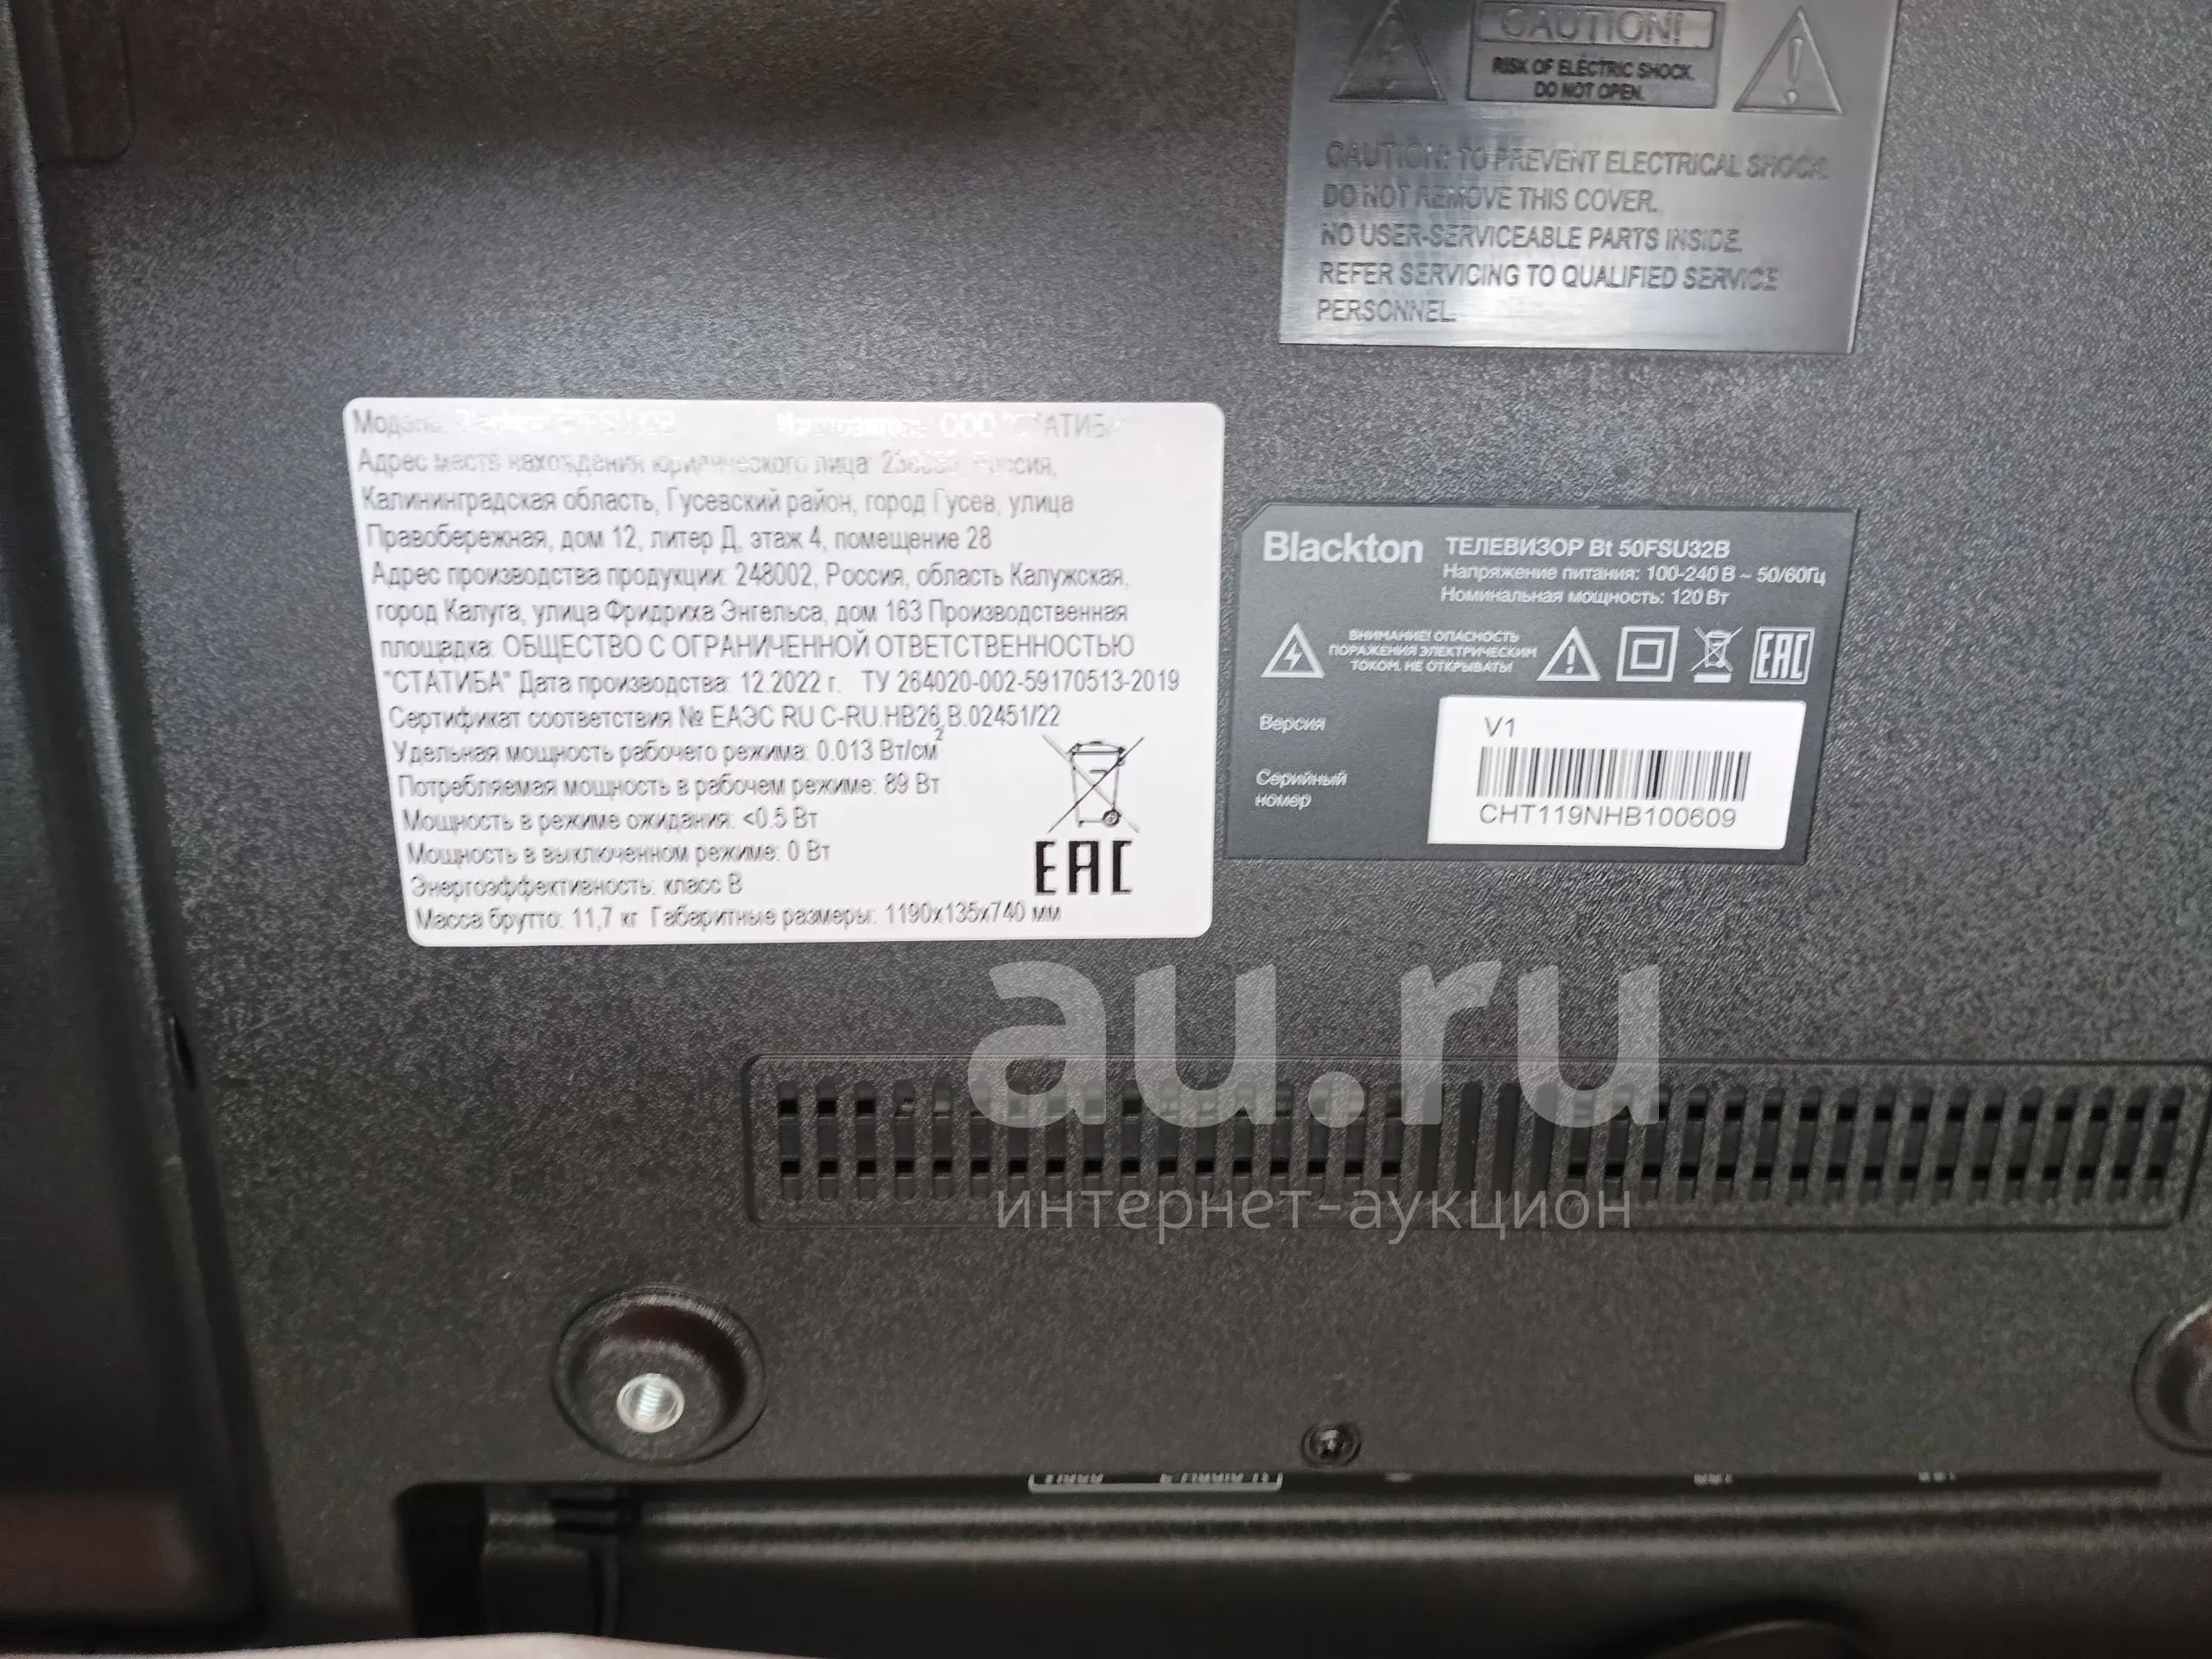 CAUTION!
RISK OF ELECTRIC SHOCK.
DO NOT OPEN.
CAUTION: TO PREVENT ELECTRICAL SHOCK.
DO NOT REMOVE THIS COVER.
NO USER-SERVICEABLE PARTS INSIDE.
REFER SERVICING TO QUALIFIED SERVICE
PERSONNEL.
Модель: Blackton Изготовитель: ООО "СТАТИБА"
Адрес места нахождения юридического лица: Россия,
Калининградская область, Гусевский район, город Гусев, улица
Правобережная, дом 12, литер Д, этаж 4, помещение 28
Адрес производства продукции: 248002, Россия, область Калужская,
город Калуга, улица Фридриха Энгельса, дом 163 Производственная
площадка: ОБЩЕСТВО С ОГРАНИЧЕННОЙ ОТВЕТСТВЕННОСТЬЮ
"СТАТИБА" Дата производства: 12.2022 г. ТУ 264020-002-59170513-2019
Сертификат соответствия № ЕАЭС RU C-RU.НВ26.В.02451/22
Удельная мощность рабочего режима: 0.013 Вт/см²
Потребляемая мощность в рабочем режиме: 89 Вт
Мощность в режиме ожидания: <0.5 Вт
Мощность в выключенном режиме: 0 Вт
Энергоэффективность: класс B
Масса брутто: 11,7 кг Габаритные размеры: 1190х135х740 мм
EAC
Blackton ТЕЛЕВИЗОР Bt 50FSU32B
Напряжение питания: 100-240 В ~ 50/60Гц
Номинальная мощность: 120 Вт
ВНИМАНИЕ! ОПАСНОСТЬ
ПОРАЖЕНИЯ ЭЛЕКТРИЧЕСКИМ
ТОКОМ. НЕ ОТКРЫВАТЬ!
EAC
Версия V1
Серийный
номер
CHT119NHB100609
au.ru
интернет-аукцион